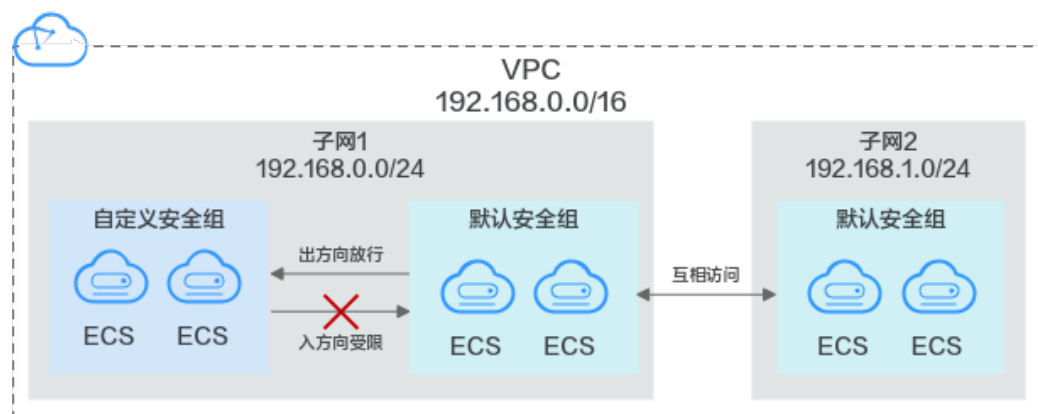 VPC
192.168.0.0/16
子网1
192.168.0.0/24
自定义安全组
ECS ECS
出方向放行
入方向受限
默认安全组
ECS ECS
互相访问
子网2
192.168.1.0/24
默认安全组
ECS ECS